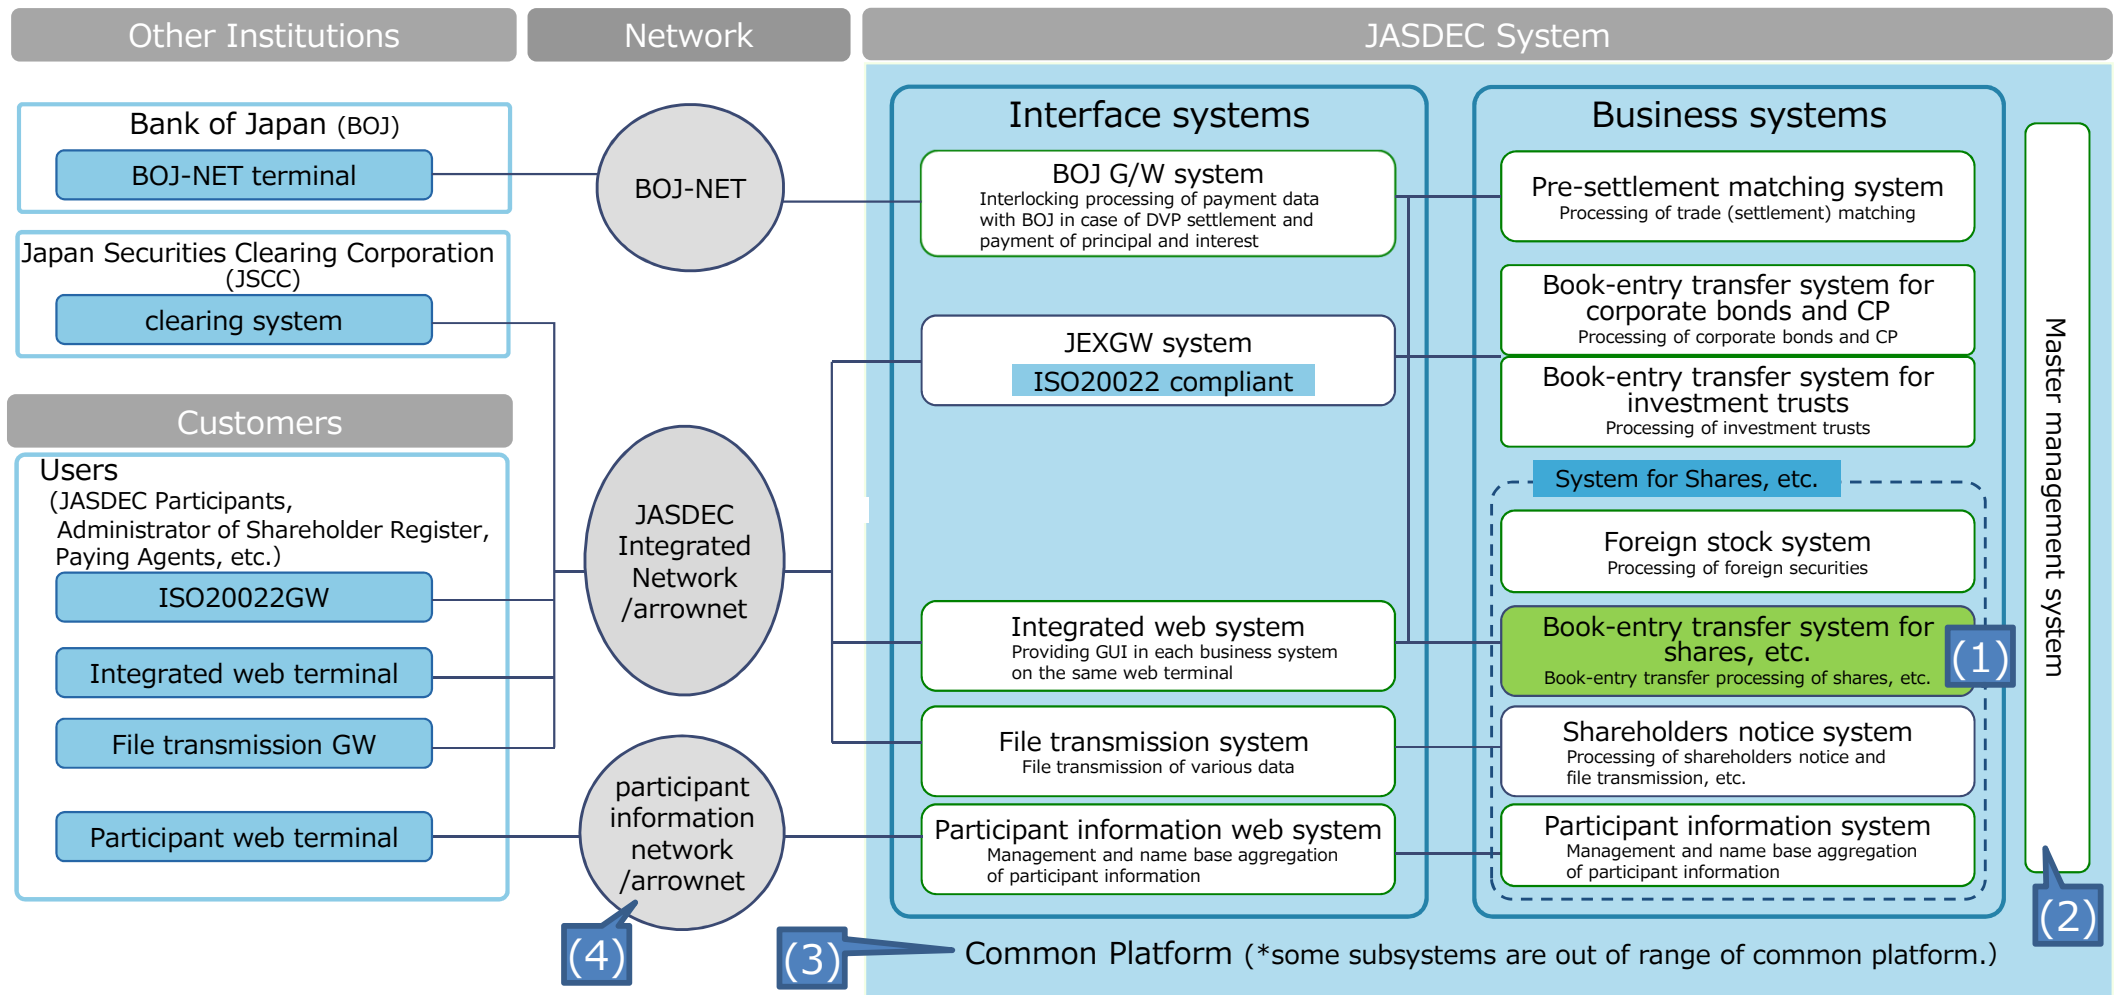 Other Institutions
Network
JASDEC System
Bank of Japan (BOJ)
BOJ-NET terminal
Japan Securities Clearing Corporation
(JSCC)
clearing system
Customers
Users
(JASDEC Participants,
Administrator of Shareholder Register,
Paying Agents, etc.)
ISO20022GW
Integrated web terminal
File transmission GW
Participant web terminal
BOJ-NET
JASDEC
Integrated
Network
/arrownet
participant
information
network
/arrownet
(4)
Interface systems
BOJ G/W system
Interlocking processing of payment data
with BOJ in case of DVP settlement and
payment of principal and interest
JEXGW system
ISO20022 compliant
Integrated web system
Providing GUI in each business system
on the same web terminal
File transmission system
File transmission of various data
Participant information web system
Management and name base aggregation
of participant information
Business systems
Pre-settlement matching system
Processing of trade (settlement) matching
Book-entry transfer system for
corporate bonds and CP
Processing of corporate bonds and CP
Book-entry transfer system for
investment trusts
Processing of investment trusts
System for Shares, etc.
Foreign stock system
Processing of foreign securities
Book-entry transfer system for
shares, etc.
Book-entry transfer processing of shares, etc.
(1)
Shareholders notice system
Processing of shareholders notice and
file transmission, etc.
Participant information system
Management and name base aggregation
of participant information
Master management system
(2)
(3)
Common Platform (*some subsystems are out of range of common platform.)